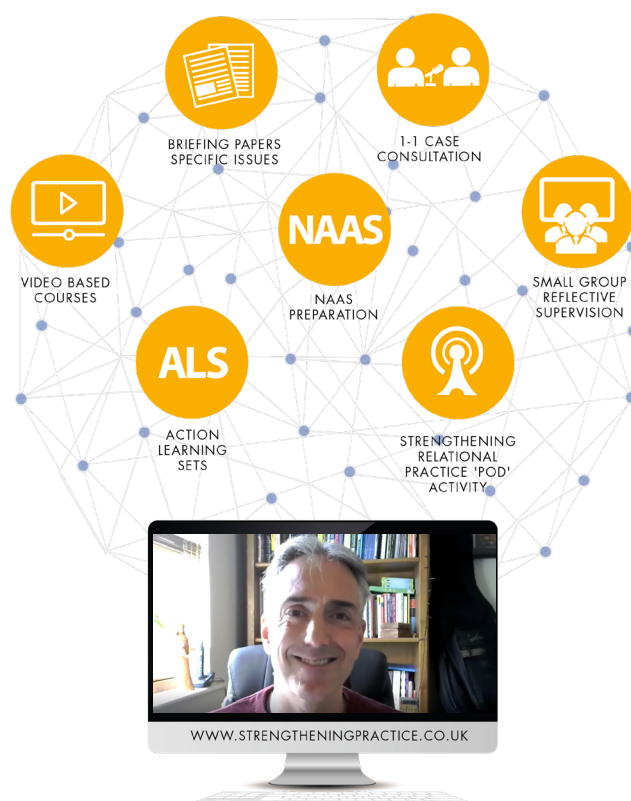 BRIEFING PAPERS
SPECIFIC ISSUES
1-1 CASE
CONSULTATION
VIDEO BASED
COURSES
NAAS
NAAS
PREPARATION
SMALL GROUP
REFLECTIVE
SUPERVISION
ALS
ACTION
LEARNING
SETS
STRENGTHENING
RELATIONAL
PRACTICE 'POD'
ACTIVITY
WWW.STRENGTHENINGPRACTICE.CO.UK